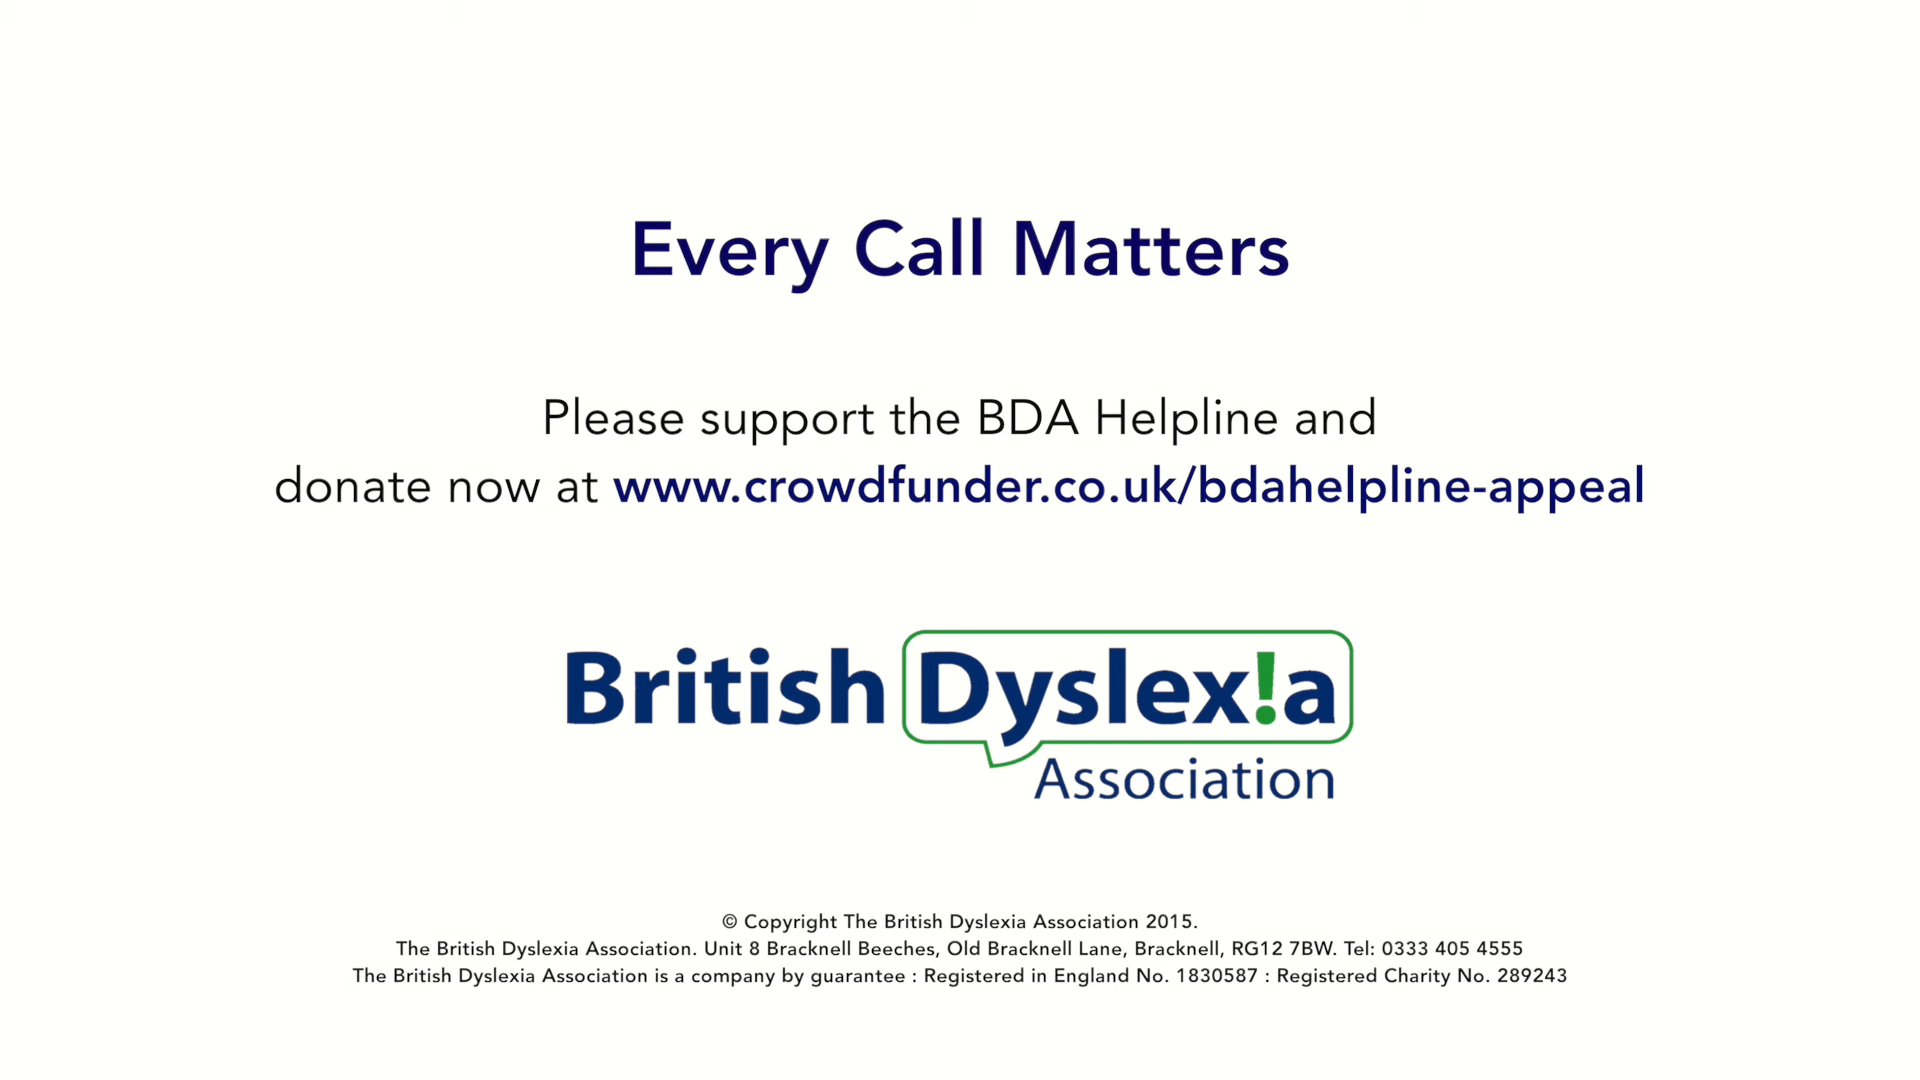 Every Call Matters
Please support the BDA Helpline and
donate now at www.crowdfunder.co.uk/bdahelpline-appeal
British Dyslex!a
Association
© Copyright The British Dyslexia Association 2015.
The British Dyslexia Association. Unit 8 Bracknell Beeches, Old Bracknell Lane, Bracknell, RG12 7BW. Tel: 0333 405 4555
The British Dyslexia Association is a company by guarantee : Registered in England No. 1830587 : Registered Charity No. 289243